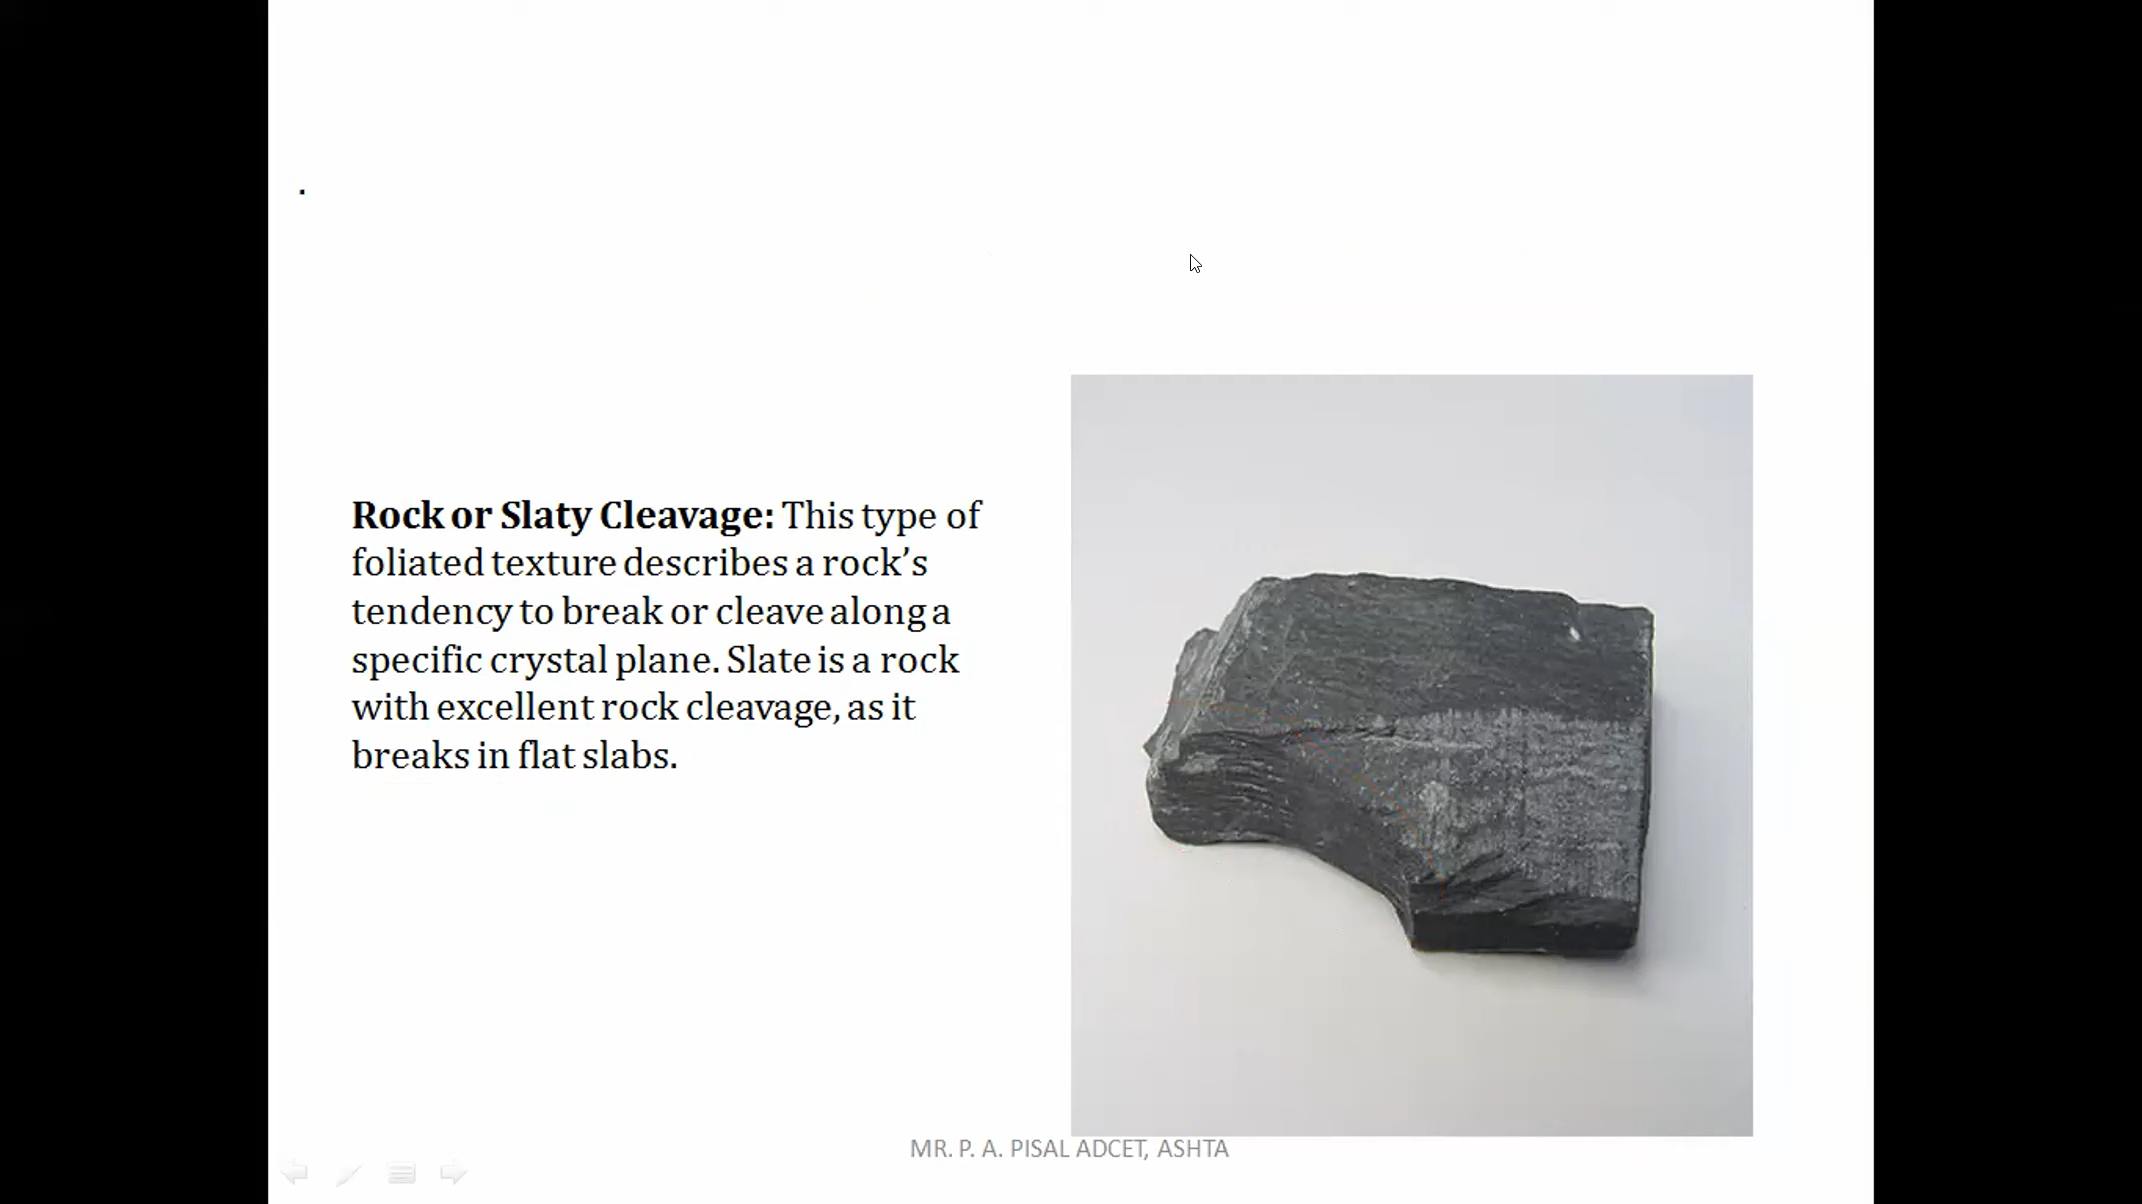 .
Rock or Slaty Cleavage: This type of
foliated texture describes a rock’s
tendency to break or cleave along a
specific crystal plane. Slate is a rock
with excellent rock cleavage, as it
breaks in flat slabs.
MR. P. A. PISAL ADCET, ASHTA